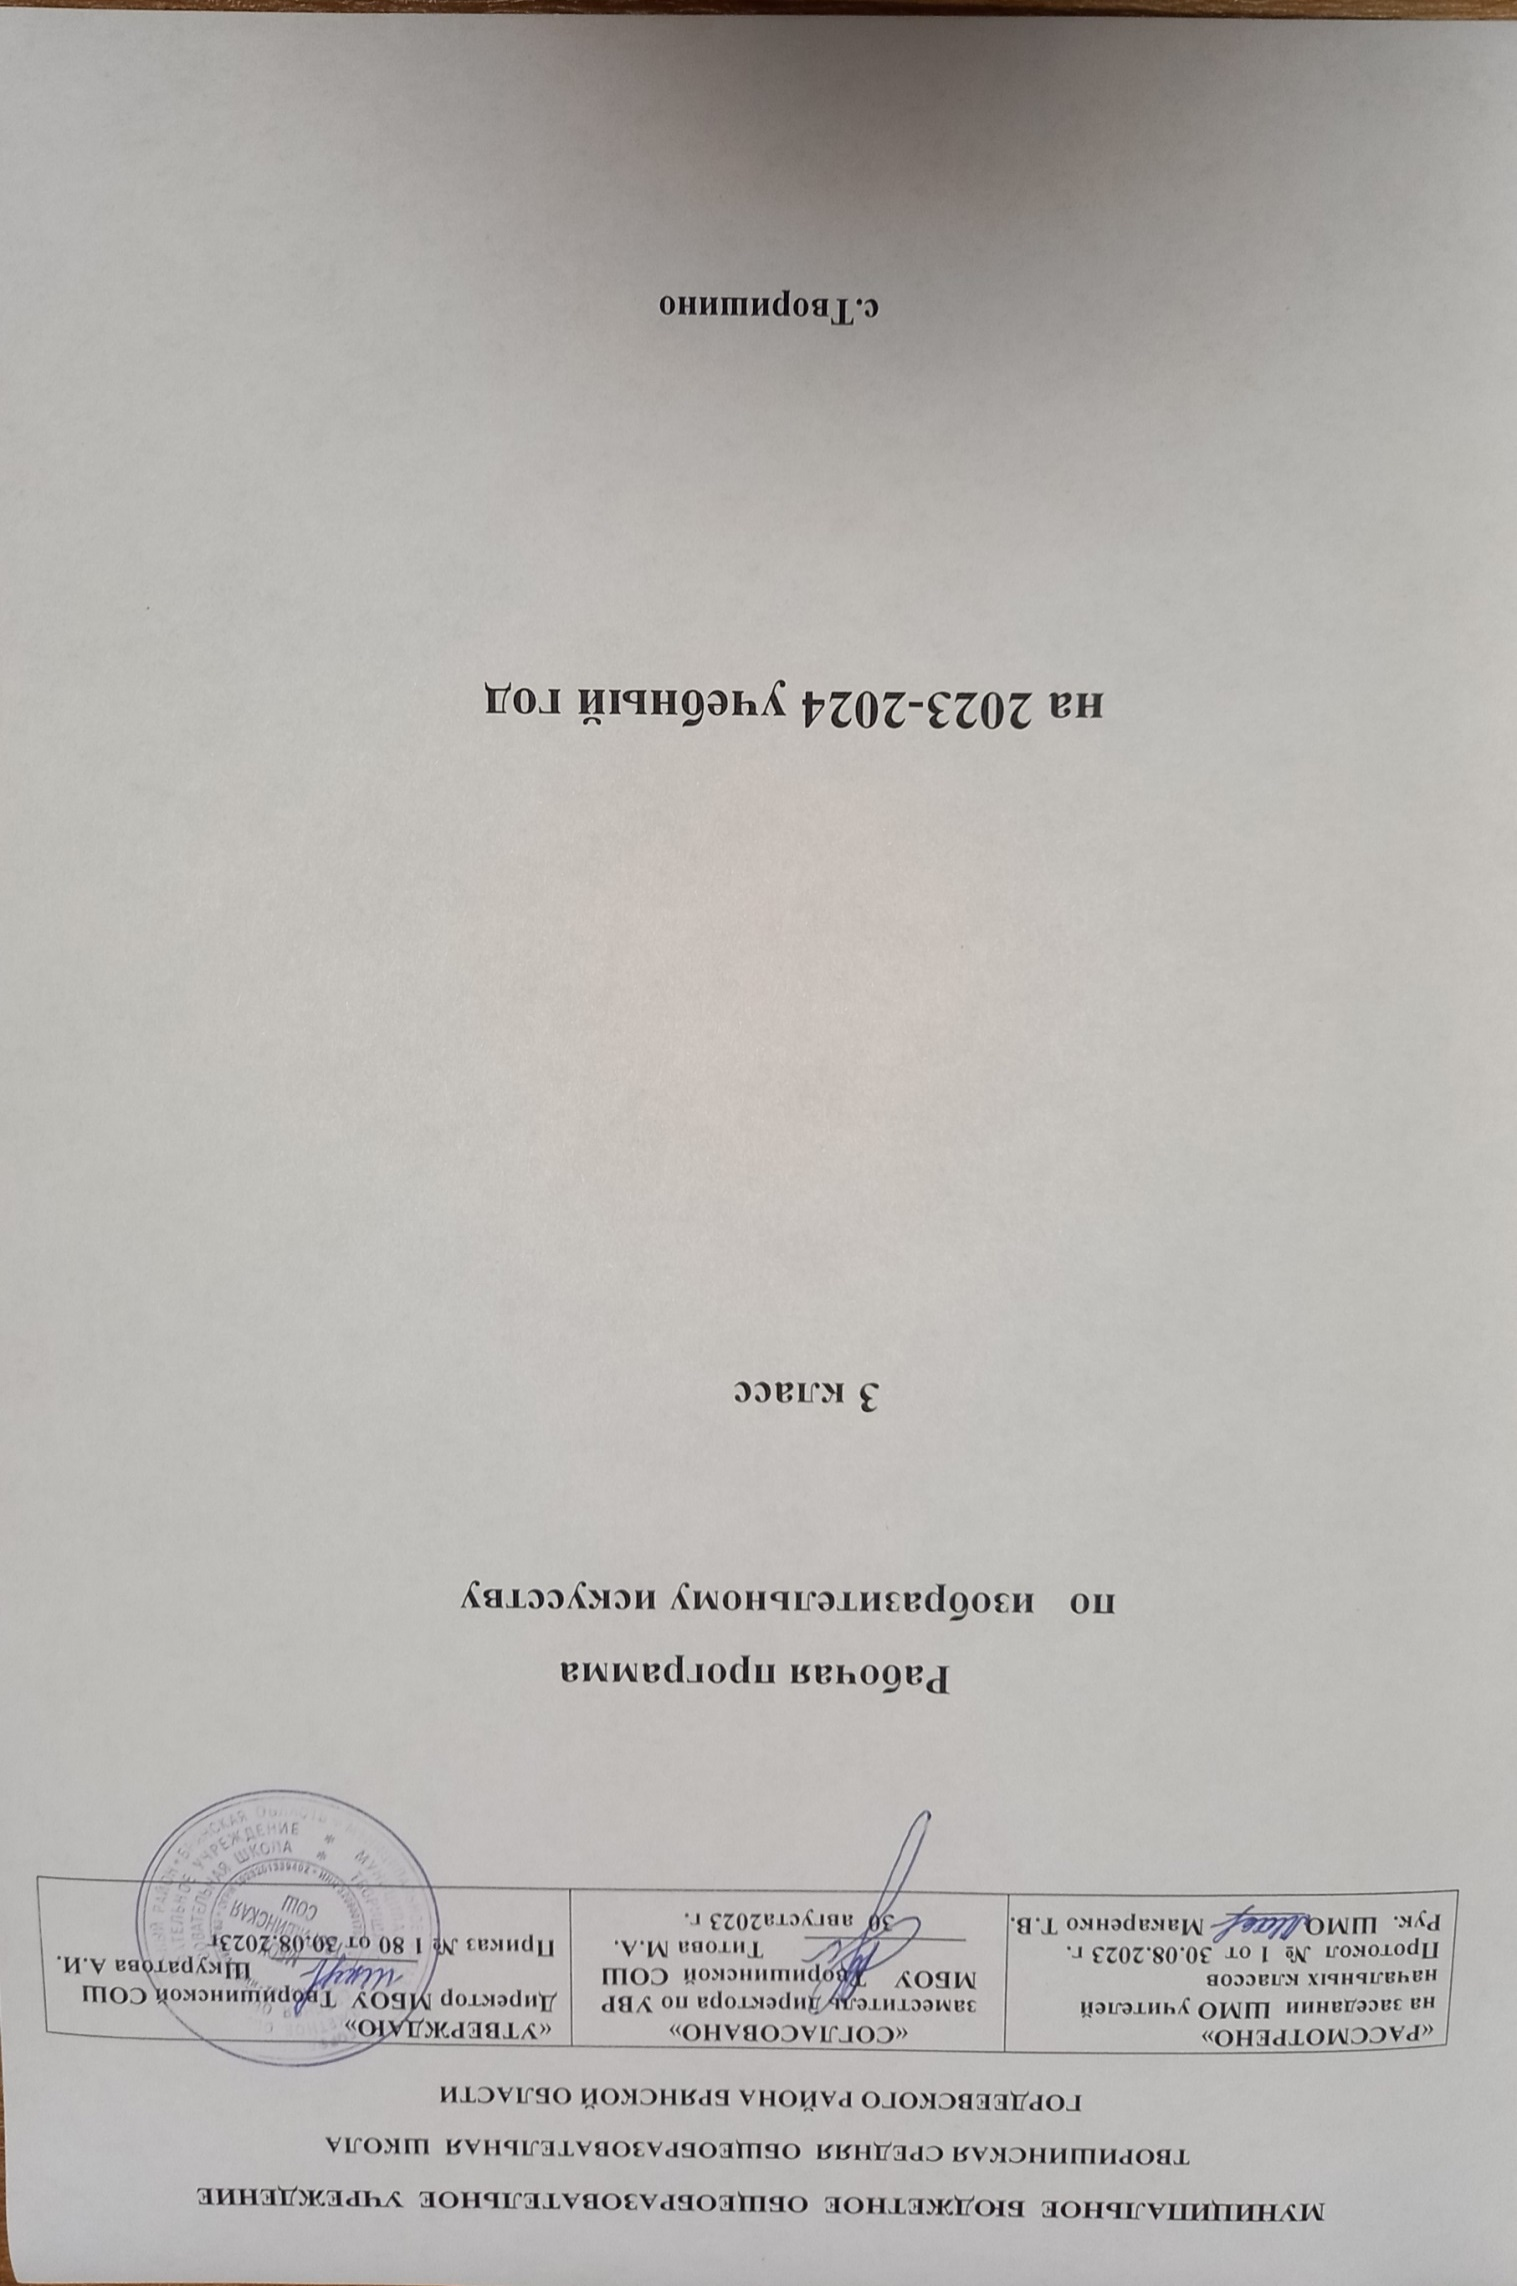 МУНИЦИПАЛЬНОЕ БЮДЖЕТНОЕ ОБЩЕОБРАЗОВАТЕЛЬНОЕ УЧРЕЖДЕНИЕ
ТВОРИШИНСКАЯ СРЕДНЯЯ ОБЩЕОБРАЗОВАТЕЛЬНАЯ ШКОЛА
ГОРДЕЕВСКОГО РАЙОНА БРЯНСКОЙ ОБЛАСТИ
«РАССМОТРЕНО»
на заседании ШМО учителей
начальных классов
Протокол № 1 от 30.08.2023 г.
Рук. ШМО Макаренко Т.В.
«СОГЛАСОВАНО»
заместитель директора по УВР
МБОУ Творишинской СОШ
Титова М.А.
30 августа2023 г.
«УТВЕРЖДАЮ»
Директор МБОУ Творишинской СОШ
Шкуратова А.И.
Приказ № 1 80 от 30.08.2023г
Рабочая программа
по изобразительному искусству
3 класс
на 2023-2024 учебный год
с.Творишино